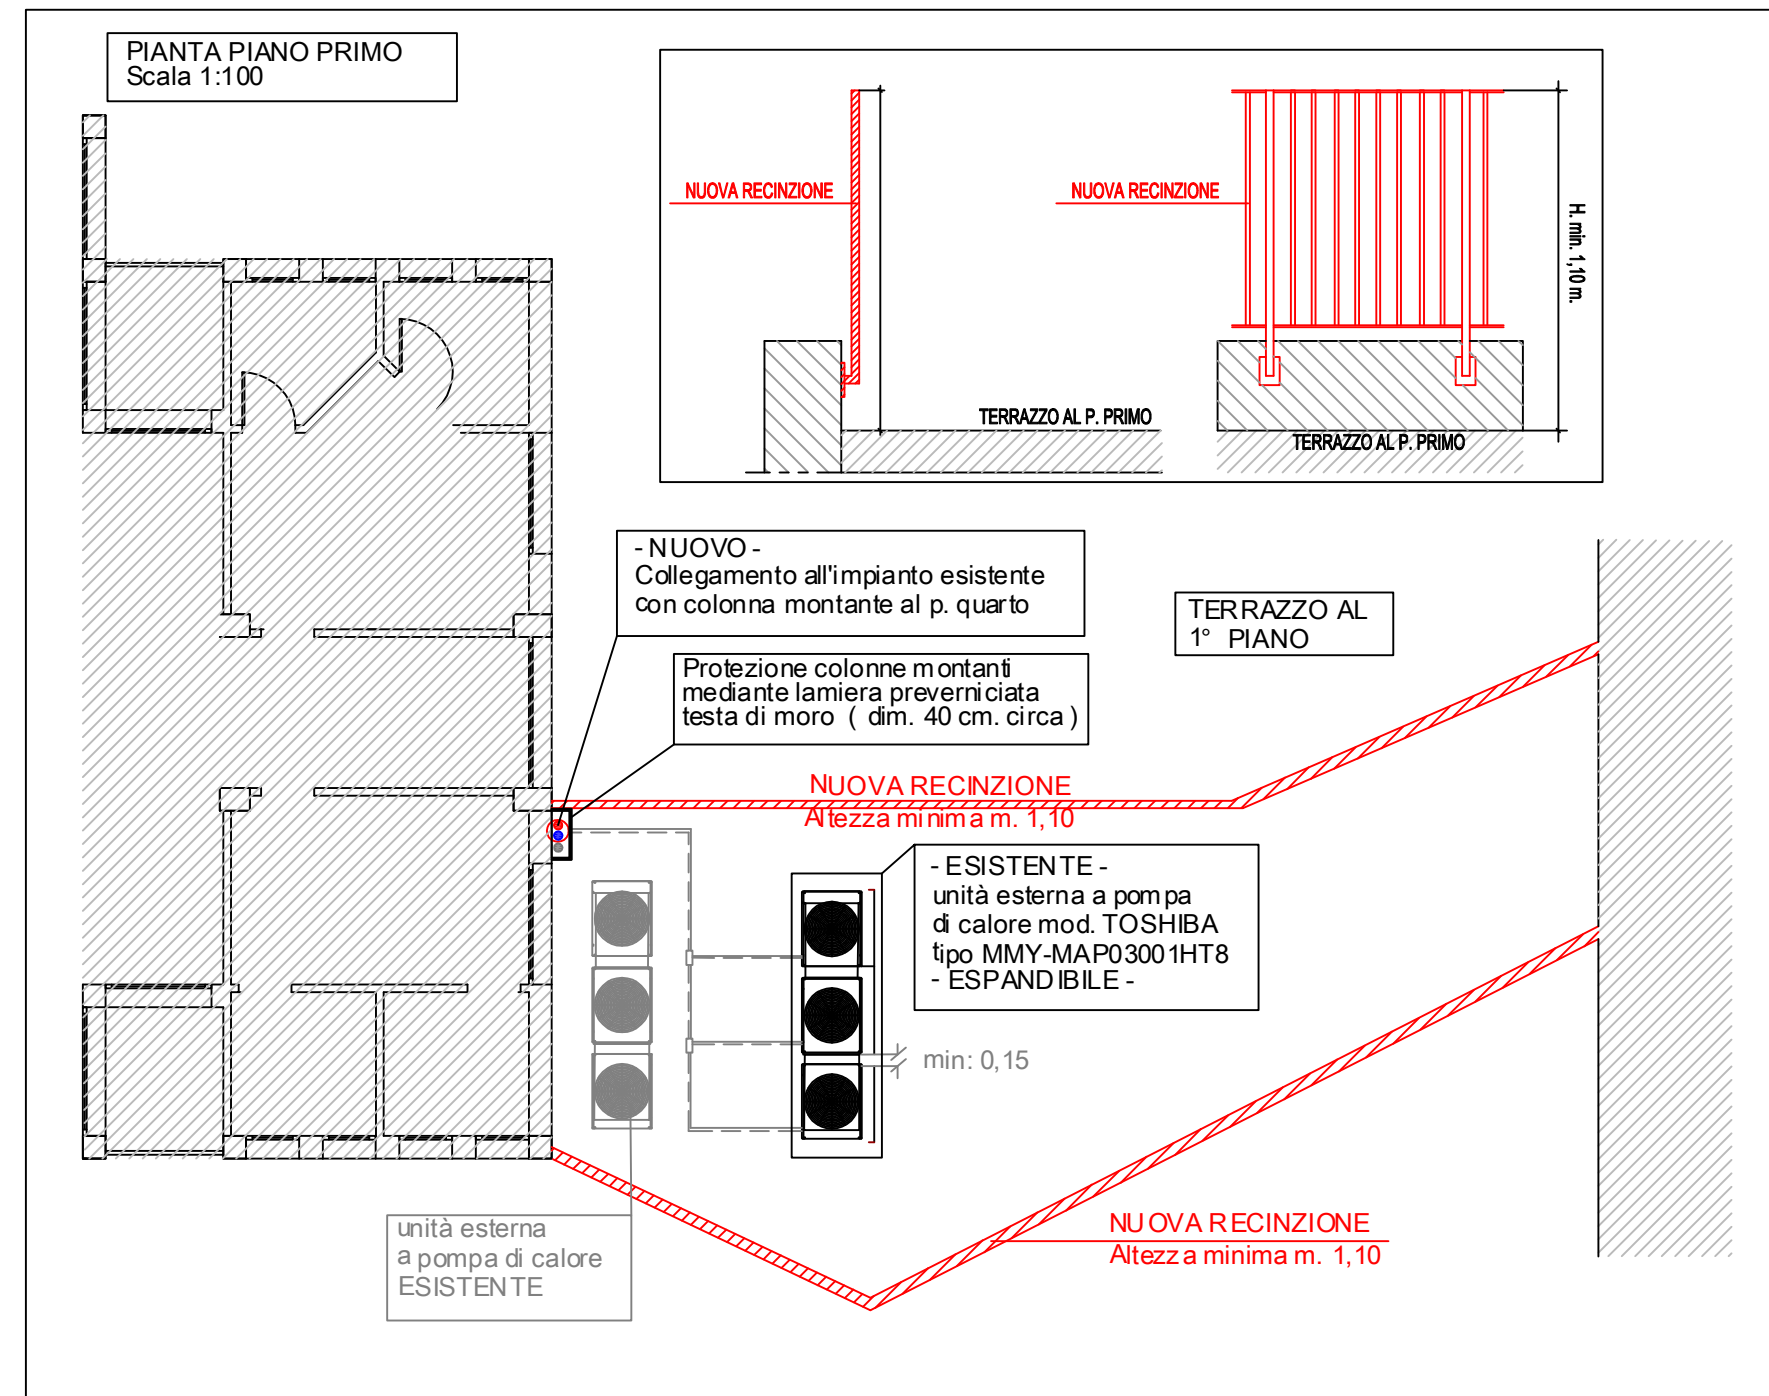 PIANTA PIANO PRIMO
Scala 1:100
NUOVA RECINZIONE
NUOVA RECINZIONE
H. min. 1,10 m.
TERRAZZO AL P. PRIMO
TERRAZZO AL P. PRIMO
- NUOVO -
Collegamento all'impianto esistente
con colonna montante al p. quarto
TERRAZZO AL
1° PIANO
Protezione colonne montanti
mediante lamiera preverniciata
testa di moro ( dim. 40 cm. circa )
NUOVA RECINZIONE
Altezza minima m. 1,10
- ESISTENTE -
unità esterna a pompa
di calore mod. TOSHIBA
tipo MMY-MAP03001HT8
- ESPANDIBILE -
min: 0,15
unità esterna
a pompa di calore
ESISTENTE
NUOVA RECINZIONE
Altezza minima m. 1,10